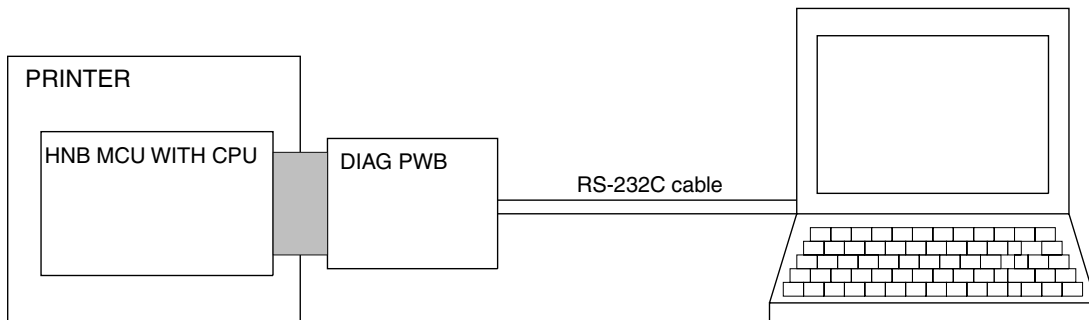 PRINTER
HNB MCU WITH CPU
DIAG PWB
RS-232C cable